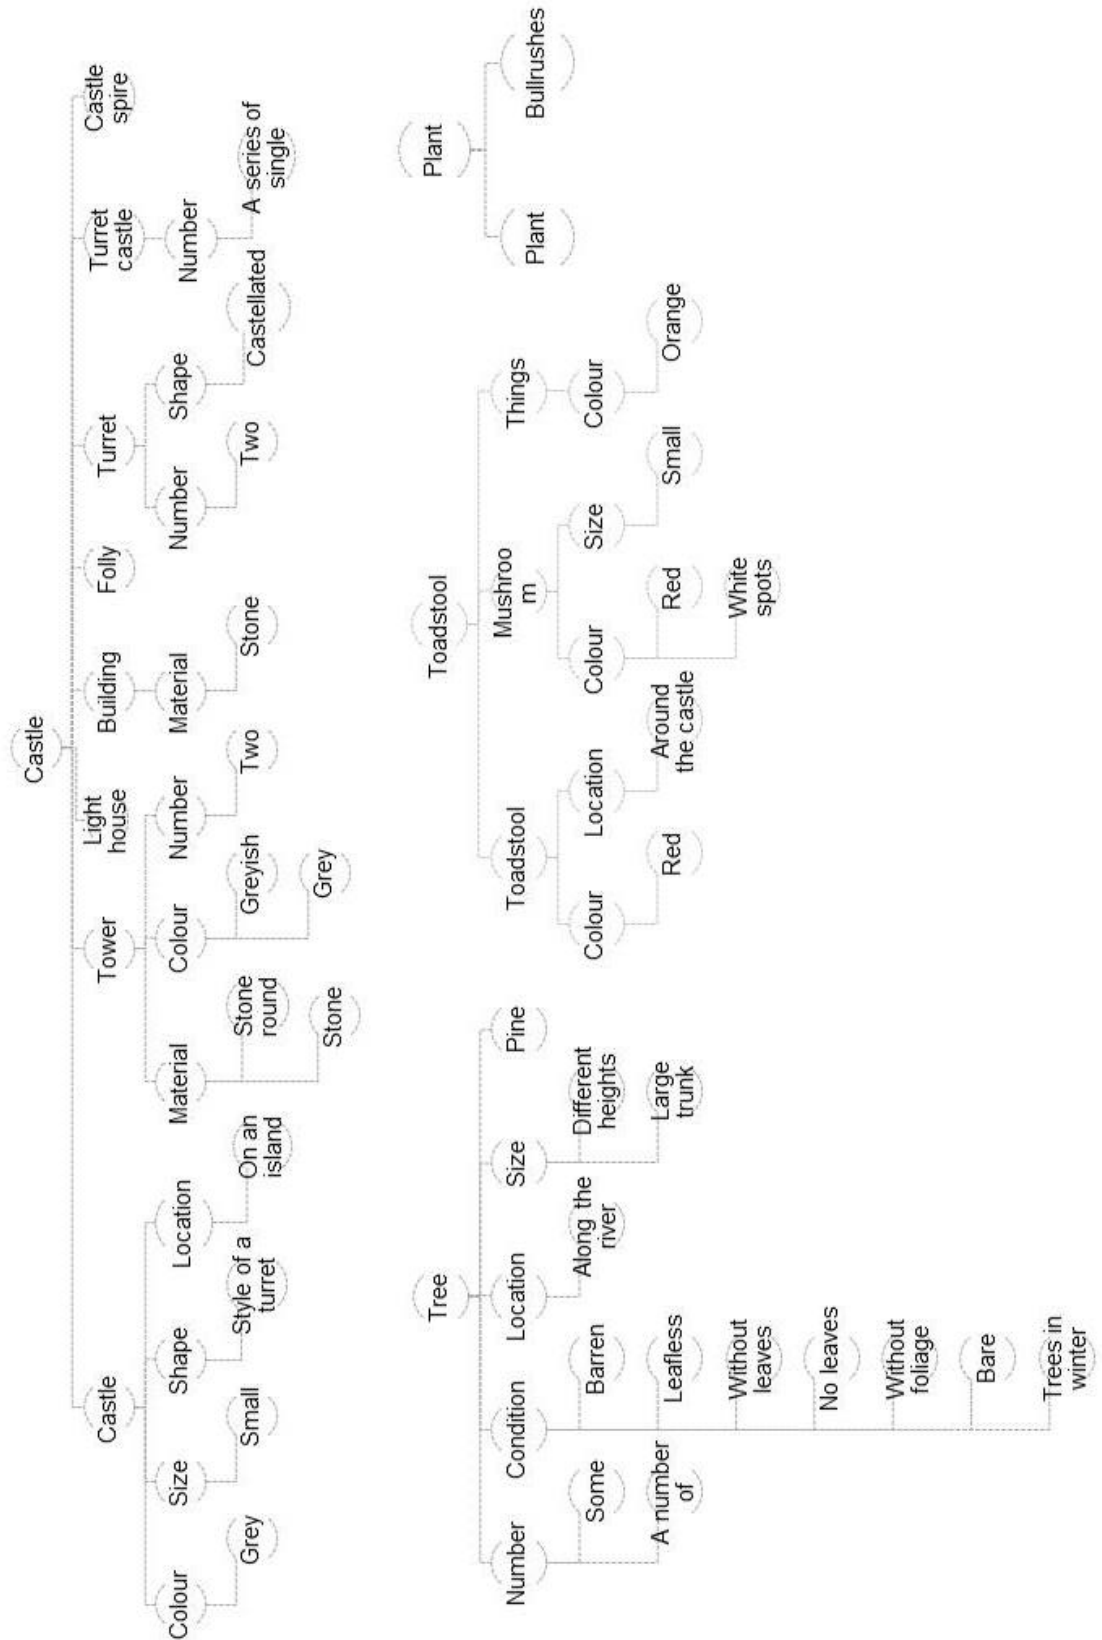 Castle
Castle
Colour
Grey
Size
Small
Shape
Style of a
turret
Location
On an
island
Tower
Material
Stone
round
Stone
Colour
Greyish
Grey
Number
Two
Light
house
Building
Material
Stone
Folly
Turret
Number
Two
Shape
Castellated
Turret
castle
Number
A series of
single
Castle
spire
Tree
Number
Some
A number
of
Condition
Barren
Leafless
Without
leaves
No leaves
Without
foliage
Bare
Trees in
winter
Location
Along the
river
Size
Different
heights
Large
trunk
Pine
Toadstool
Toadstool
Colour
Red
Location
Around
the castle
Mushroo
m
Colour
Red
White
spots
Size
Small
Things
Colour
Orange
Plant
Plant
Bullrushes